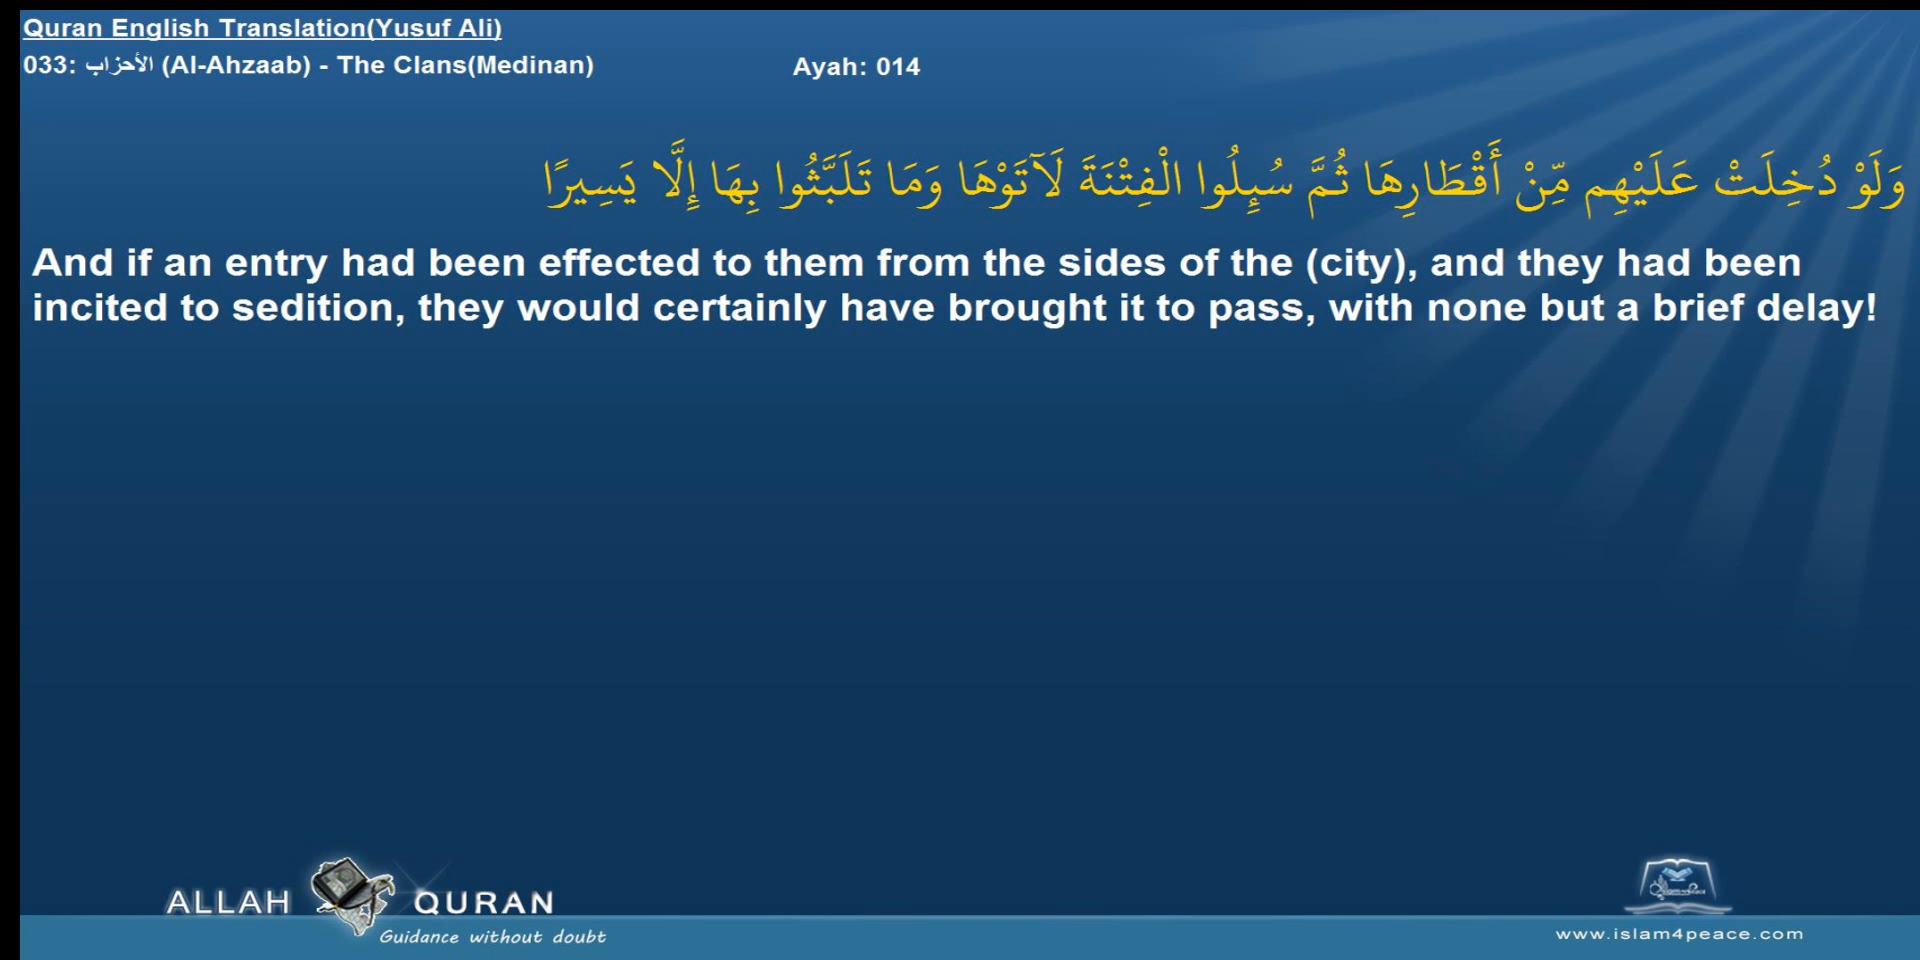 Quran English Translation(Yusuf Ali)
033: الأحزاب (Al-Ahzaab) - The Clans(Medinan) Ayah: 014
وَلَوْ دُخِلَتْ عَلَيْهِم مِّنْ أَقْطَارِهَا ثُمَّ سُئِلُوا الْفِتْنَةَ لَآتَوْهَا وَمَا تَلَبَّثُوا بِهَا إِلَّا يَسِيرًا
And if an entry had been effected to them from the sides of the (city), and they had been
incited to sedition, they would certainly have brought it to pass, with none but a brief delay!
ALLAH QURAN
Guidance without doubt
www.islam4peace.com